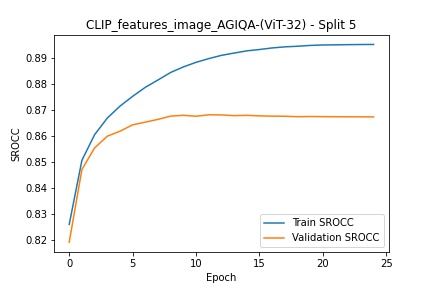 CLIP_features_image_AGIQA-(ViT-32) - Split 5
SROCC
0.89
0.88
0.87
0.86
0.85
0.84
0.83
0.82
Train SROCC
Validation SROCC
0 5 10 15 20 25
Epoch